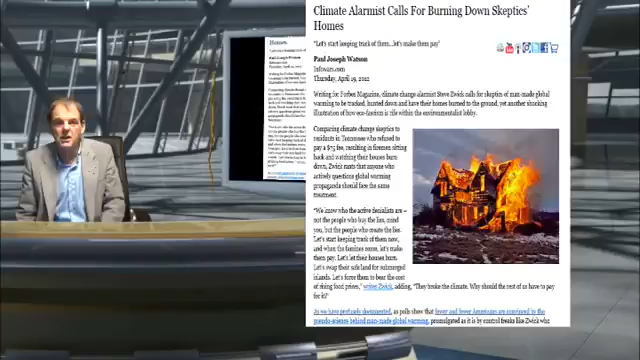 Climate Alarmist Calls For Burning Down Skeptics'
Homes
"Let's start keeping track of them...let's make them pay"
Paul Joseph Watson
Infowars.com
Thursday, April 19, 2012
Writing for Forbes Magazine, climate change alarmist Steve Zwick calls for skeptics of man-made global
warming to be tracked, hunted down and have their homes burned to the ground, yet another shocking
illustration of how eco-fascism is rife within the environmentalist lobby.
Comparing climate change skeptics to
residents in Tennessee who refused to
pay a $75 fee, resulting in firemen sitting
back and watching their houses burn
down, Zwick rants that anyone who
actively questions global warming
propaganda should face the same
treatment.
"We know who the active denialists are –
not the people who buy the lies, mind
you, but the people who create the lies.
Let's start keeping track of them now,
and when the famines come, let's make
them pay. Let's let their houses burn.
Let's swap their safe land for submerged
islands. Let's force them to bear the cost
of rising food prices," writes Zwick, adding, "They broke the climate. Why should the rest of us have to pay
for it?"
As we have profusely documented, as polls show that fewer and fewer Americans are convinced by the
pseudo-science behind man-made global warming, promulgated as it is by control freaks like Zwick who
Homes